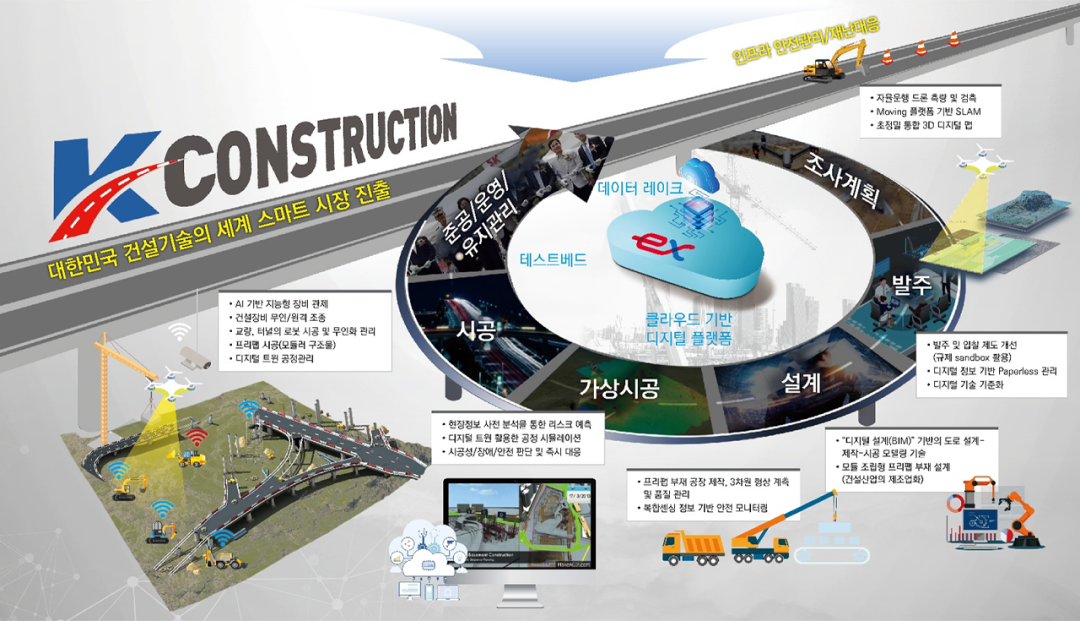 인프라 안전관리/재난대응
K CONSTRUCTION
대한민국 건설기술의 세계 스마트 시장 진출
• 자율운행 드론 측량 및 검측
• Moving 플랫폼 기반 SLAM
• 초정밀 통합 3D 디지털 맵
준공/운영/
유지관리
조사계획
데이터 레이크
ex
테스트베드
클라우드 기반
디지털 플랫폼
발주
시공
가상시공
설계
• AI 기반 지능형 장비 관제
• 건설장비 무인/원격 조종
• 교량, 터널의 로봇 시공 및 무인화 관리
• 프리팹 시공(모듈러 구조물)
• 디지털 트윈 공정관리
• 발주 및 입찰 제도 개선
(규제 sandbox 활용)
• 디지털 정보 기반 Paperless 관리
• 디지털 기술 기준화
• 현장정보 사전 분석을 통한 리스크 예측
• 디지털 트윈 활용한 공정 시뮬레이션
• 시공성/장애/안전 판단 및 즉시 대응
• "디지털 설계(BIM)" 기반의 도로 설계-
제작-시공 모델링 기술
• 모듈 조립형 프리팹 부재 설계
(건설산업의 제조업화)
• 프리펍 부재 공장 제작, 3차원 형상 계측
및 품질 관리
• 복합센싱 정보 기반 안전 모니터링